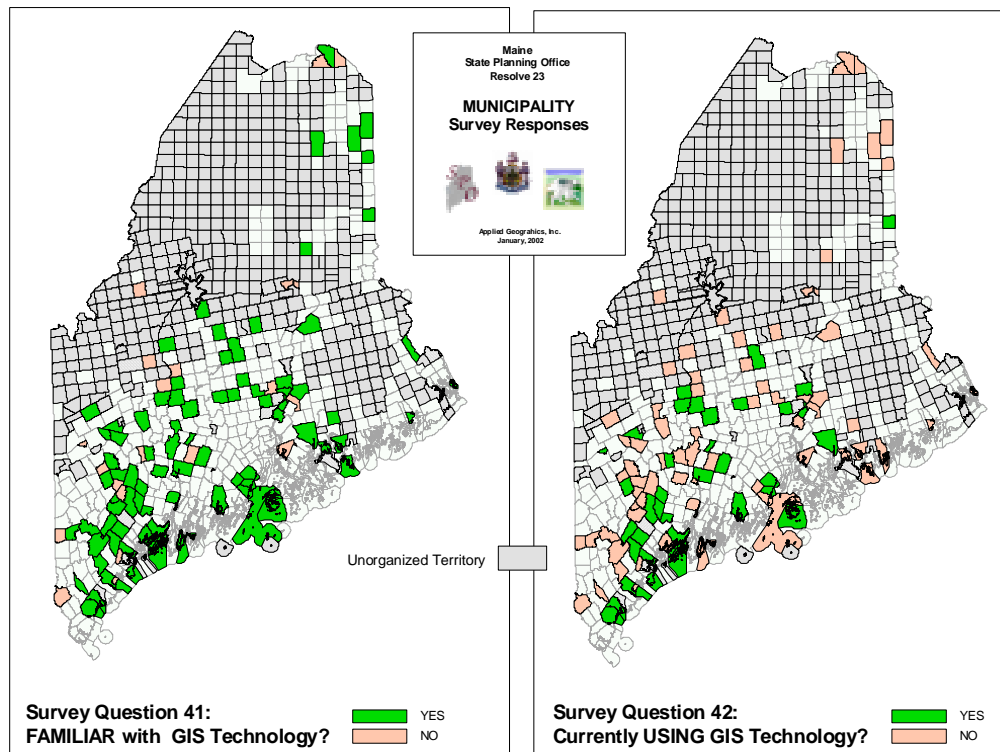 Maine
State Planning Office
Resolve 23
MUNICIPALITY
Survey Responses
Applied Geograhics, Inc.
January, 2002
Unorganized Territory
Survey Question 41:
FAMILIAR with GIS Technology?
YES
NO
Survey Question 42:
Currently USING GIS Technology?
YES
NO